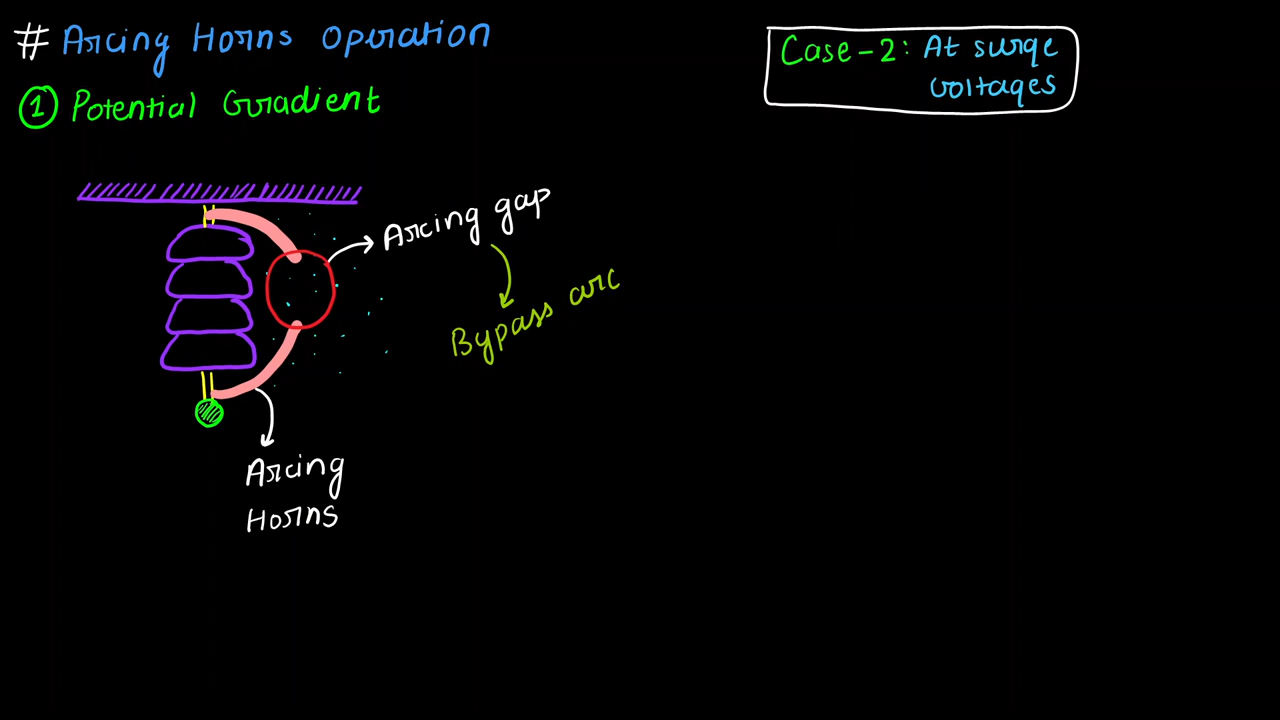 # Arcing Horns Operation
Case-2: At surge
voltages
① Potential Gradient
Arcing gap
Bypass arc
Arcing
Horns